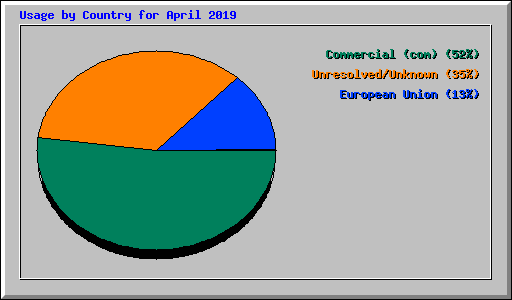 Usage by Country for April 2019
Commercial (com) (52%)
Unresolved/Unknown (35%)
European Union (13%)